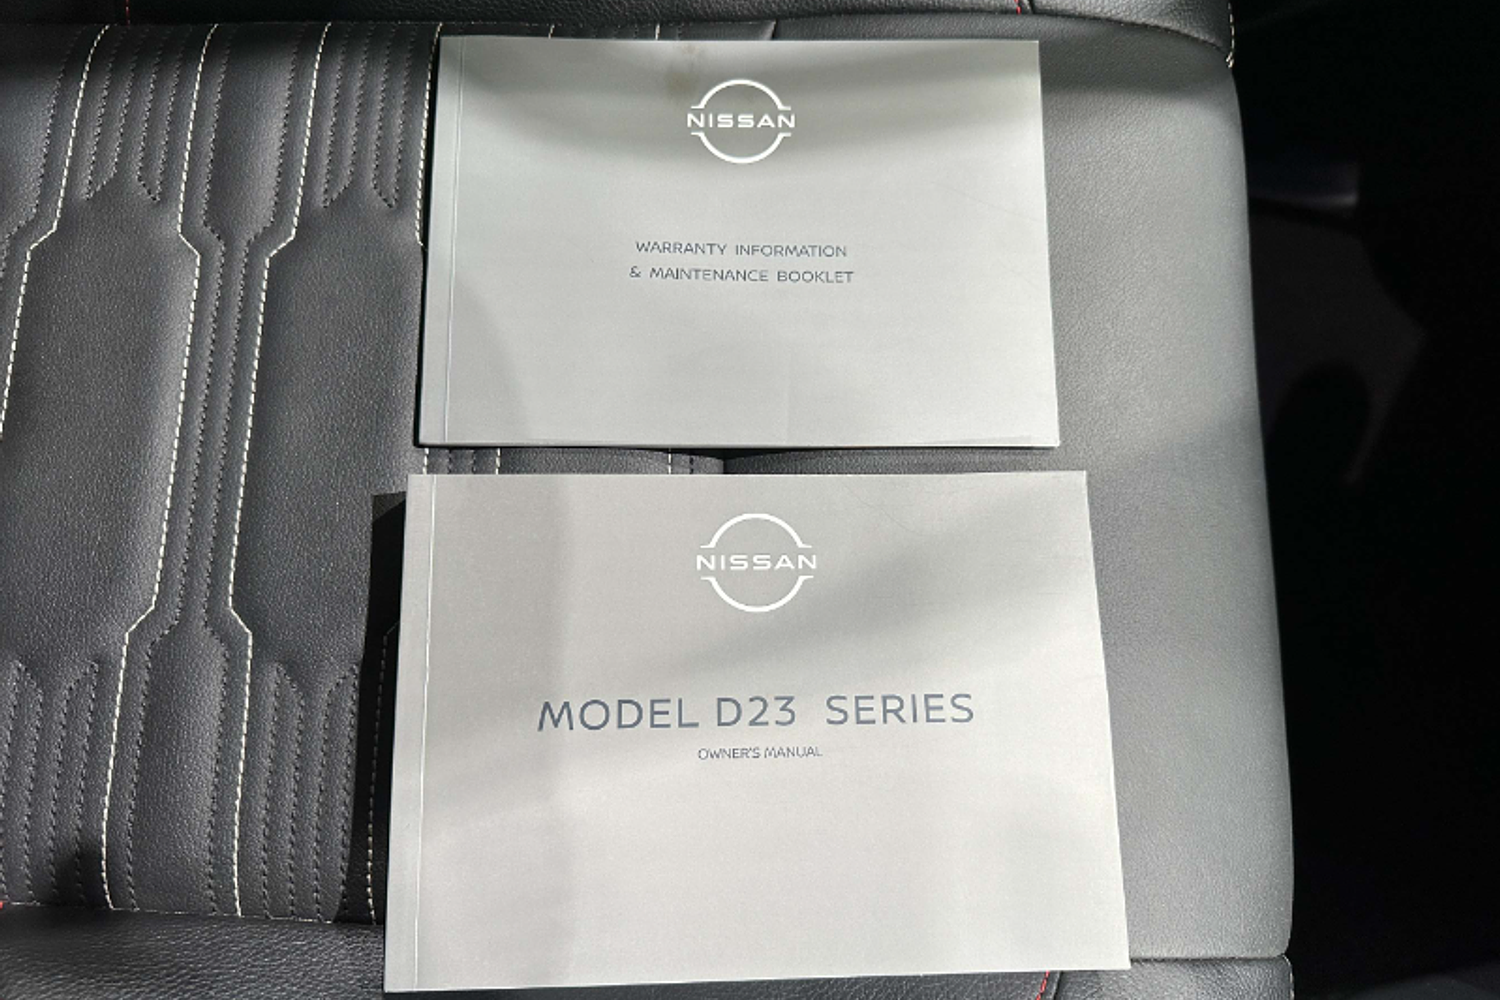 NISSAN
WARRANTY INFORMATION
& MAINTENANCE BOOKLET
NISSAN
MODEL D23 SERIES
OWNER'S MANUAL